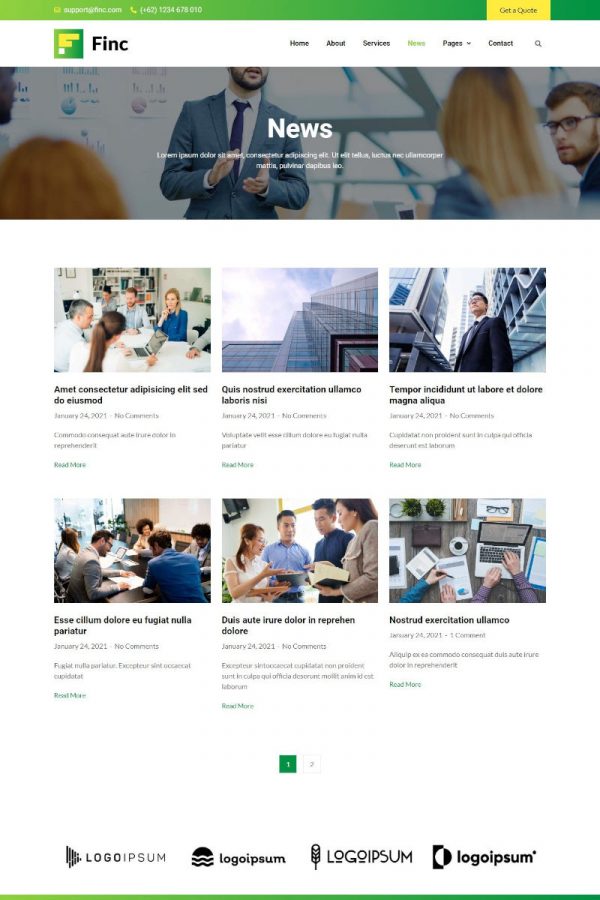 support@finc.com (+62) 1234 678 010 Get a Quote
Finc Home About Services News Pages Contact
News
Lorem ipsum dolor sit amet, consectetur adipiscing elit. Ut elit tellus, luctus nec ullamcorper
mattis, pulvinar dapibus leo.
Amet consectetur adipisicing elit sed
do eiusmod
January 24, 2021 - No Comments
Commodo consequat aute irure dolor in
reprehenderit
Read More
Quis nostrud exercitation ullamco
laboris nisi
January 24, 2021 - No Comments
Voluptate velit esse cillum dolore eu fugiat nulla
pariatur
Read More
Tempor incididunt ut labore et dolore
magna aliqua
January 24, 2021 - No Comments
Cupidatat non proident sunt in culpa qui officia
deserunt est laborum
Read More
Esse cillum dolore eu fugiat nulla
pariatur
January 24, 2021 - No Comments
Fugiat nulla pariatur. Excepteur sint occaecat
cupidatat
Read More
Duis aute irure dolor in reprehen
dolore
January 24, 2021 - No Comments
Excepteur sintoccaecat cupidatat non proident
sunt in culpa qui officia deserunt mollit anim id est
laborum
Read More
Nostrud exercitation ullamco
January 24, 2021 - 1 Comment
Aliquip ex ea commodo consequat duis aute irure
dolor in reprehenderit
Read More
1 2
LOGOIPSUM logoipsum LOGOIPSUM logoipsum